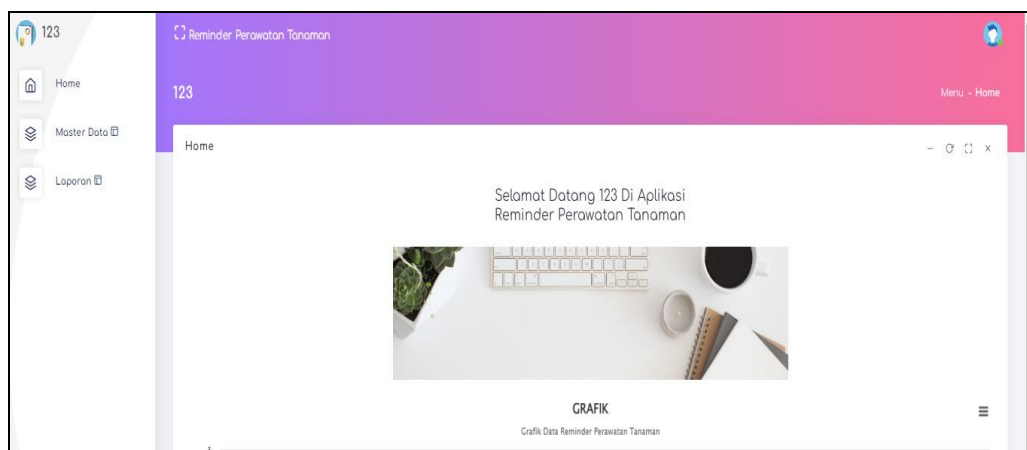 123
Reminder Perawatan Tanaman
Home
123
Menu - Home
Master Data
Home
Laporan
Selamat Datang 123 Di Aplikasi
Reminder Perawatan Tanaman
GRAFIK
Grafik Data Reminder Perawatan Tanaman